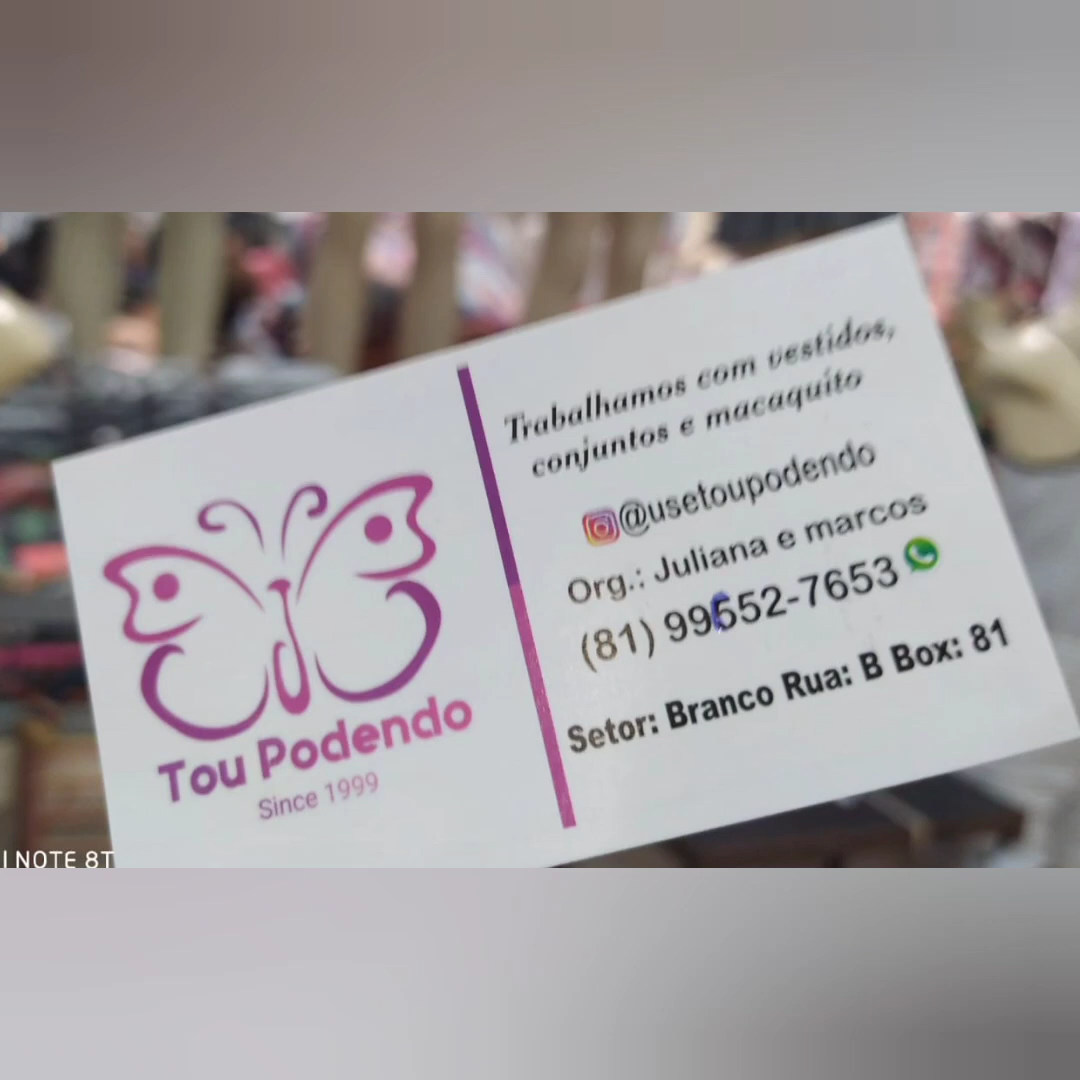 Trabalhamos com vestidos,
conjuntos e macaquito
@usetoupodendo
Org.: Juliana e marcos
(81)
Setor: Branco Rua: B Box: 81
Tou Podendo
Since 1999
I NOTE 8T